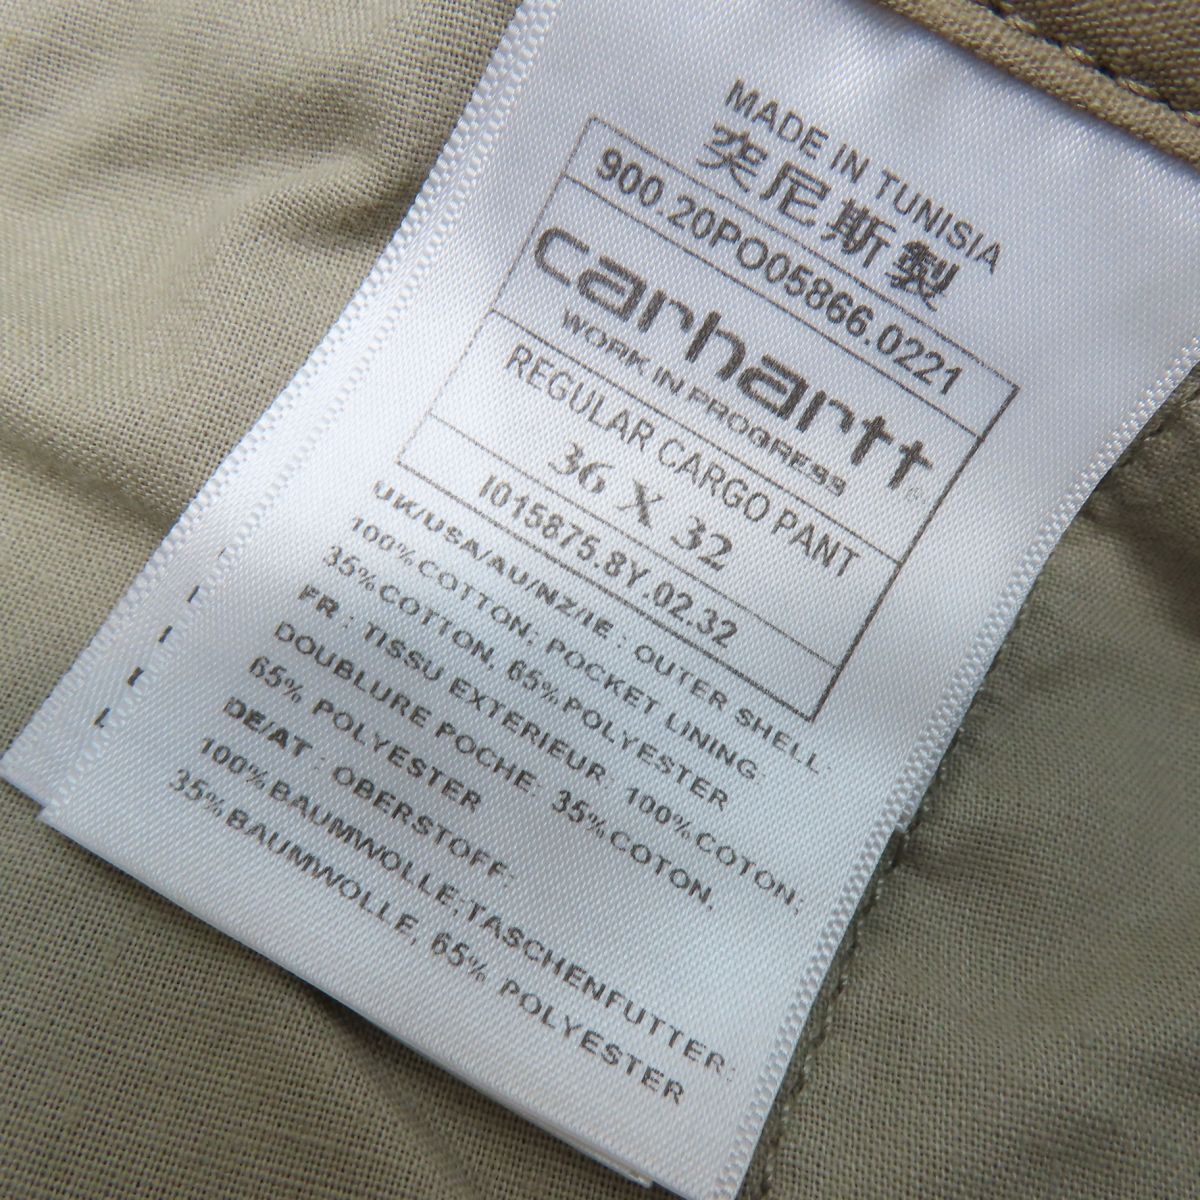 MADE IN TUNISIA
突尼斯製
900.20PO05866.0221
carhartt
WORK IN PROGRESS
REGULAR CARGO PANT
36 X 32
I015875.8Y.02.32
UK/USA/AU/NZ/IE : OUTER SHELL:
100%COTTON; POCKET LINING:
35%COTTON, 65%POLYESTER
FR : TISSU EXTERIEUR: 100%COTON;
DOUBLURE POCHE: 35%COTON,
65% POLYESTER
DE/AT : OBERSTOFF:
100%BAUMWOLLE;TASCHENFUTTER:
35%BAUMWOLLE, 65% POLYESTER